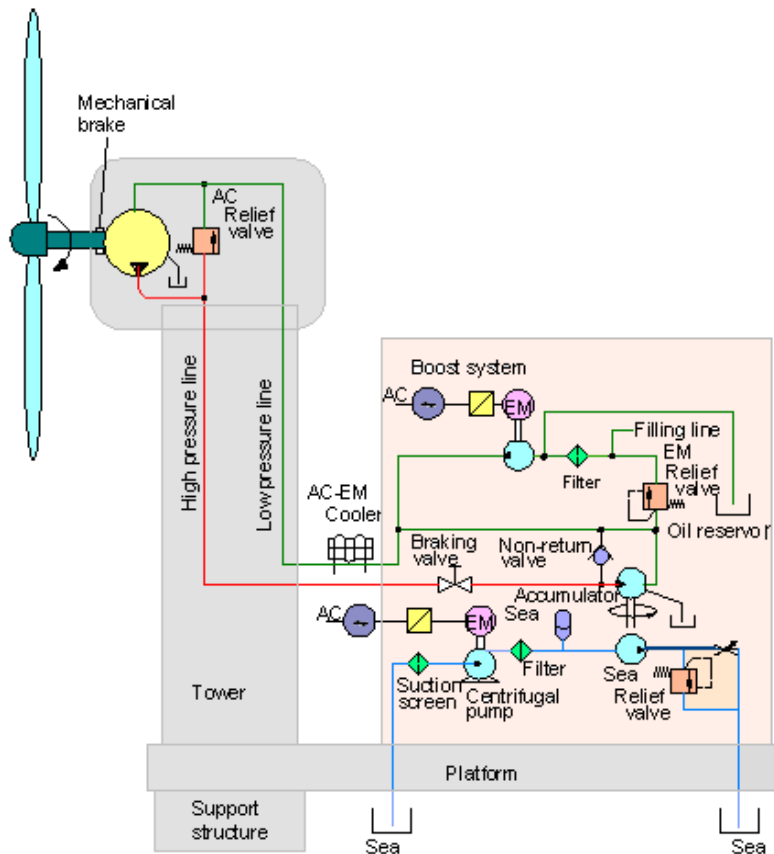 Mechanical
brake
AC
Relief
valve
High pressure line
Low pressure line
Boost system
AC
EM
Filling line
EM
Relief
valve
Filter
AC-EM
Cooler
Oil reservoir
Braking
valve
Non-return
valve
Accumulator
Sea
AC
EM
Filter
Sea
Relief
valve
Suction
screen
Centrifugal
pump
Tower
Platform
Support
structure
Sea
Sea